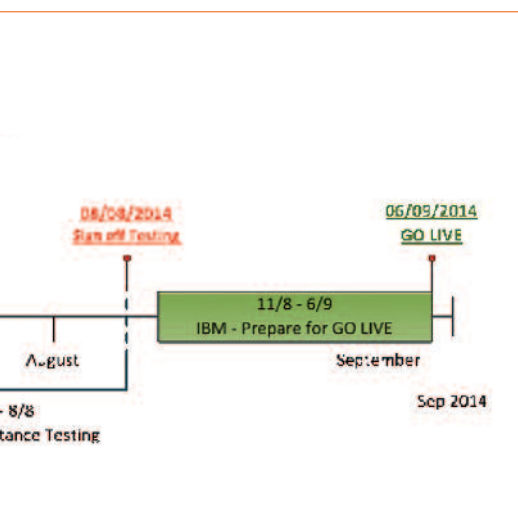 08/08/2014
Sign off Testing
06/09/2014
GO LIVE
11/8 - 6/9
IBM - Prepare for GO LIVE
August
September
- 8/8
Sep 2014
tance Testing